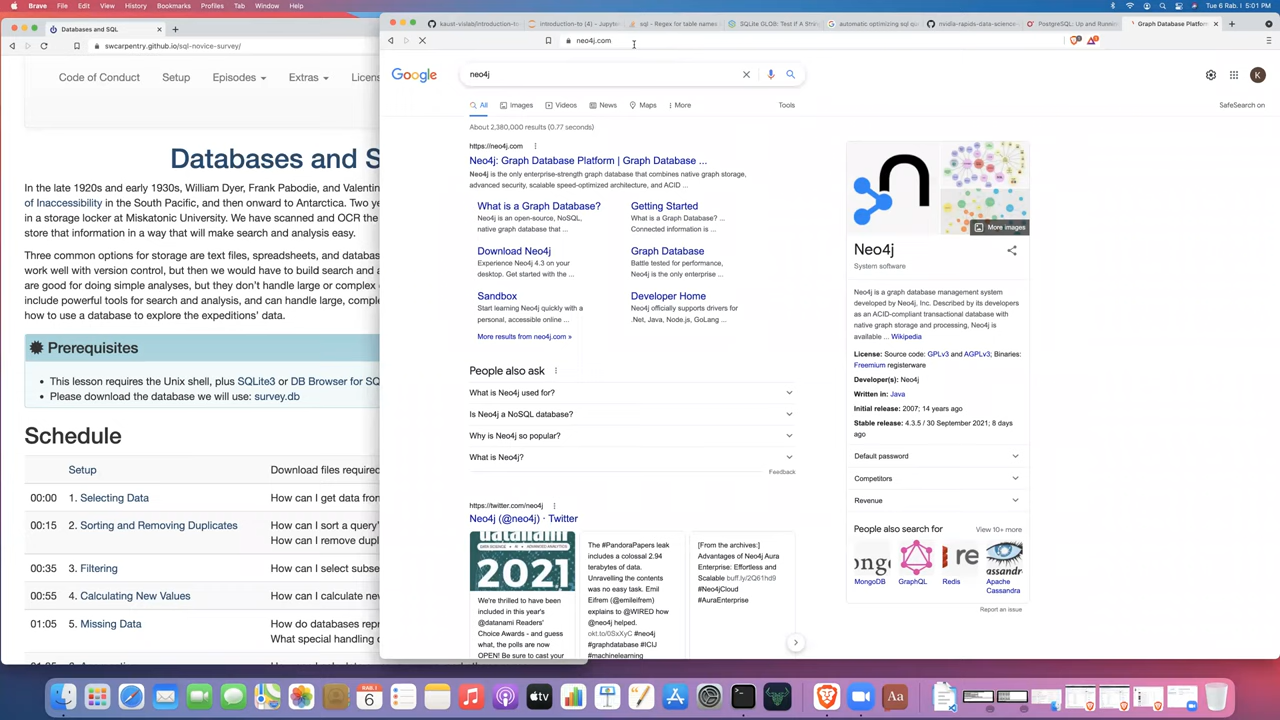 Brave
File
Edit
View
History
Bookmarks
Profiles
Tab
Window
Help
Tue 6 Rab. I 5:01 PM
Databases and SQL
swcarpentry.github.io/sql-novice-survey/
Code of Conduct
Setup
Episodes
Extras
Licens
Databases and S
In the late 1920s and early 1930s, William Dyer, Frank Pabodie, and Valentin
of Inaccessibility in the South Pacific, and then onward to Antarctica. Two ye
in a storage locker at Miskatonic University. We have scanned and OCR the
store that information in a way that will make search and analysis easy.
Three common options for storage are text files, spreadsheets, and databas
work well with version control, but then we would have to build search and a
are good for doing simple analyses, but they don't handle large or complex
include powerful tools for search and analysis, and can handle large, comple
how to use a database to explore the expeditions' data.
Prerequisites
• This lesson requires the Unix shell, plus SQLite3 or DB Browser for SQ
• Please download the database we will use: survey.db
Schedule
Setup
Download files required
00:00
1. Selecting Data
How can I get data from
00:15
2. Sorting and Removing Duplicates
How can I sort a query'
How can I remove dupl
00:35
3. Filtering
How can I select subse
00:55
4. Calculating New Values
How can I calculate new
01:05
5. Missing Data
How do databases repr
What special handling
kaust-vislab/introduction-to
introduction-to (4) - Jupyter
sql - Regex for table names
SQLite GLOB: Test if A Strin
automatic optimizing sql qu
nvidia-rapids-data-science-
PostgreSQL: Up and Runni
Graph Database Platfor
neo4j.com
Google
neo4j
All
Images
Videos
News
Maps
More
Tools
SafeSearch on
K
About 2,380,000 results (0.77 seconds)
https://neo4j.com
Neo4j: Graph Database Platform | Graph Database ...
Neo4j is the only enterprise-strength graph database that combines native graph storage,
advanced security, scalable speed-optimized architecture, and ACID ...
What is a Graph Database?
Neo4j is an open-source, NoSQL,
native graph database that ...
Getting Started
What is a Graph Database? ...
Connected information is ...
Download Neo4j
Experience Neo4j 4.3 on your
desktop. Get started with the ...
Graph Database
Battle tested for performance,
Neo4j is the only enterprise ...
Sandbox
Start learning Neo4j quickly with a
personal, accessible online ...
Developer Home
Neo4j officially supports drivers for
.Net, Java, Node.js, GoLang ...
More results from neo4j.com »
People also ask
What is Neo4j used for?
Is Neo4j a NoSQL database?
Why is Neo4j so popular?
What is Neo4j?
Feedback
https://twitter.com/neo4j
Neo4j (@neo4j) · Twitter
datanami
2021
We're thrilled to have been
included in this year's
@datanami Readers'
Choice Awards - and guess
what, the polls are now
OPEN! Be sure to cast your
The #PandoraPapers leak
includes a colossal 2.94
terabytes of data.
Unravelling the contents
was no easy task. Emil
Eifrem (@emileifrem)
explains to @WIRED how
@neo4j helped.
okt.to/0SxXyC #neo4j
#graphdatabase #ICIJ
#machinelearning
[From the archives:]
Advantages of Neo4j Aura
Enterprise: Effortless and
Scalable buff.ly/2Q61hd9
#Neo4jCloud
#AuraEnterprise
More images
Neo4j
System software
Neo4j is a graph database management system
developed by Neo4j, Inc. Described by its developers
as an ACID-compliant transactional database with
native graph storage and processing, Neo4j is
available ... Wikipedia
License: Source code: GPLv3 and AGPLv3; Binaries:
Freemium registerware
Developer(s): Neo4j
Written in: Java
Initial release: 2007; 14 years ago
Stable release: 4.3.5 / 30 September 2021; 8 days
ago
Default password
Competitors
Revenue
People also search for
View 10+ more
MongoDB
GraphQL
Redis
Apache
Cassandra
Report an issue
RAB. I
6
tv
Aa